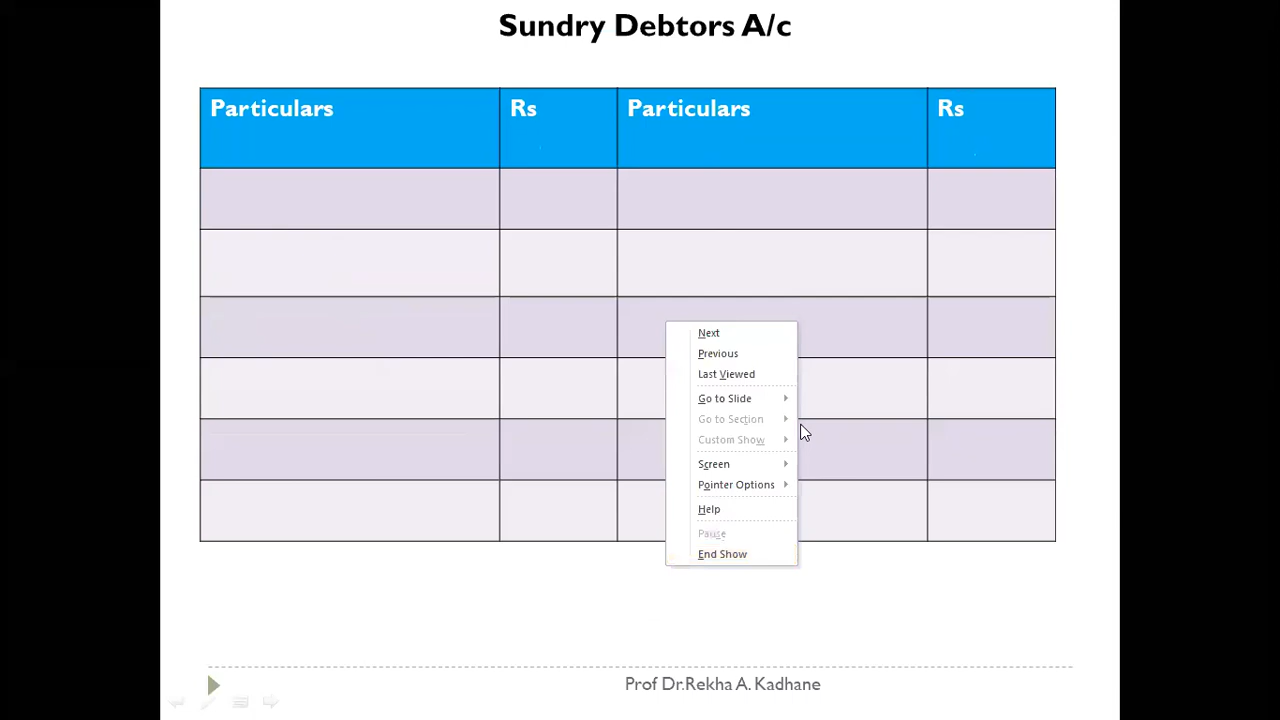 Sundry Debtors A/c
Particulars Rs Particulars Rs
Next
Previous
Last Viewed
Go to Slide
Go to Section
Custom Show
Screen
Pointer Options
Help
Pause
End Show
Prof Dr.Rekha A. Kadhane